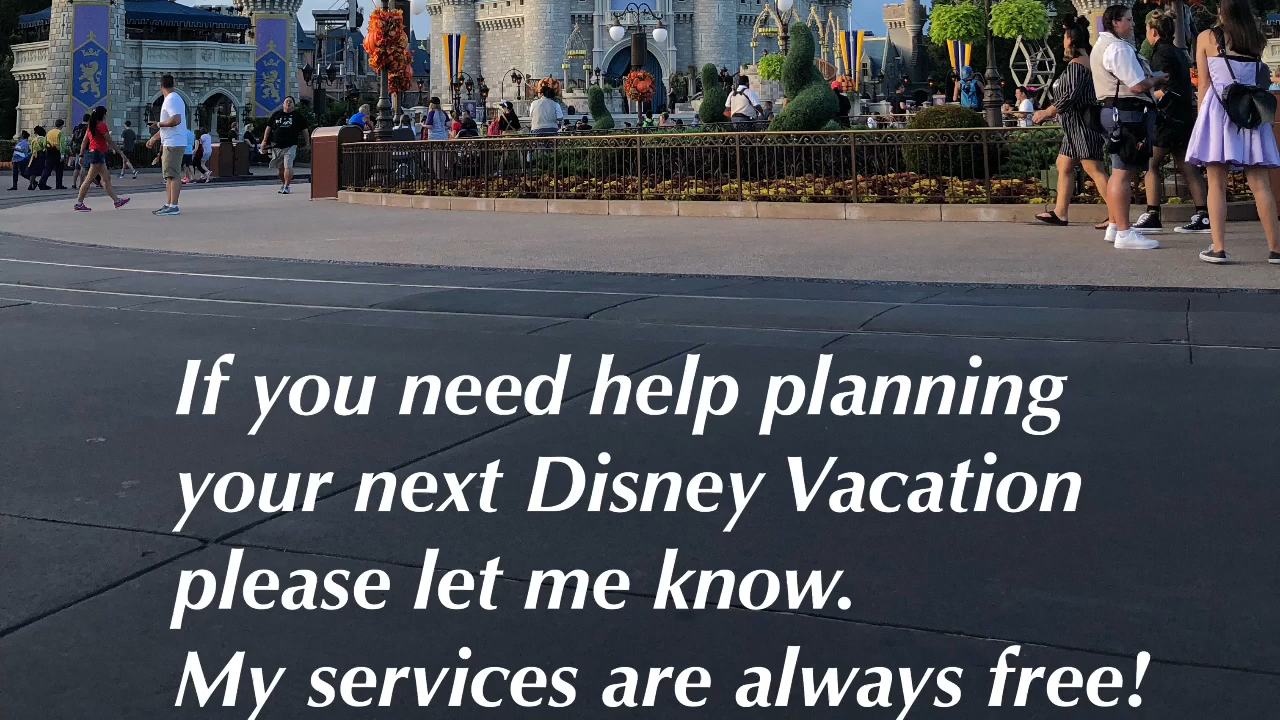 If you need help planning
your next Disney Vacation
please let me know.
My services are always free!